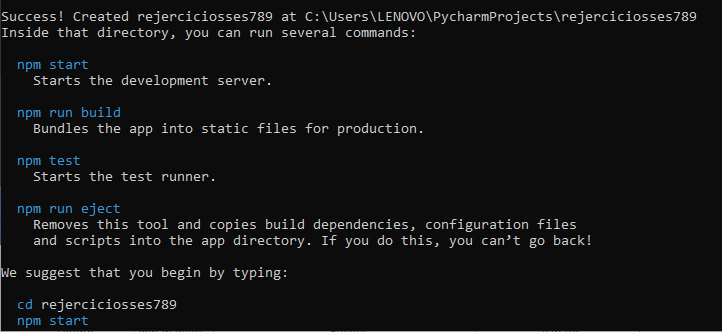 Success! Created rejerciciosses789 at C:\Users\LENOVO\PycharmProjects\rejerciciosses789
Inside that directory, you can run several commands:
npm start
Starts the development server.
npm run build
Bundles the app into static files for production.
npm test
Starts the test runner.
npm run eject
Removes this tool and copies build dependencies, configuration files
and scripts into the app directory. If you do this, you can’t go back!
We suggest that you begin by typing:
cd rejerciciosses789
npm start